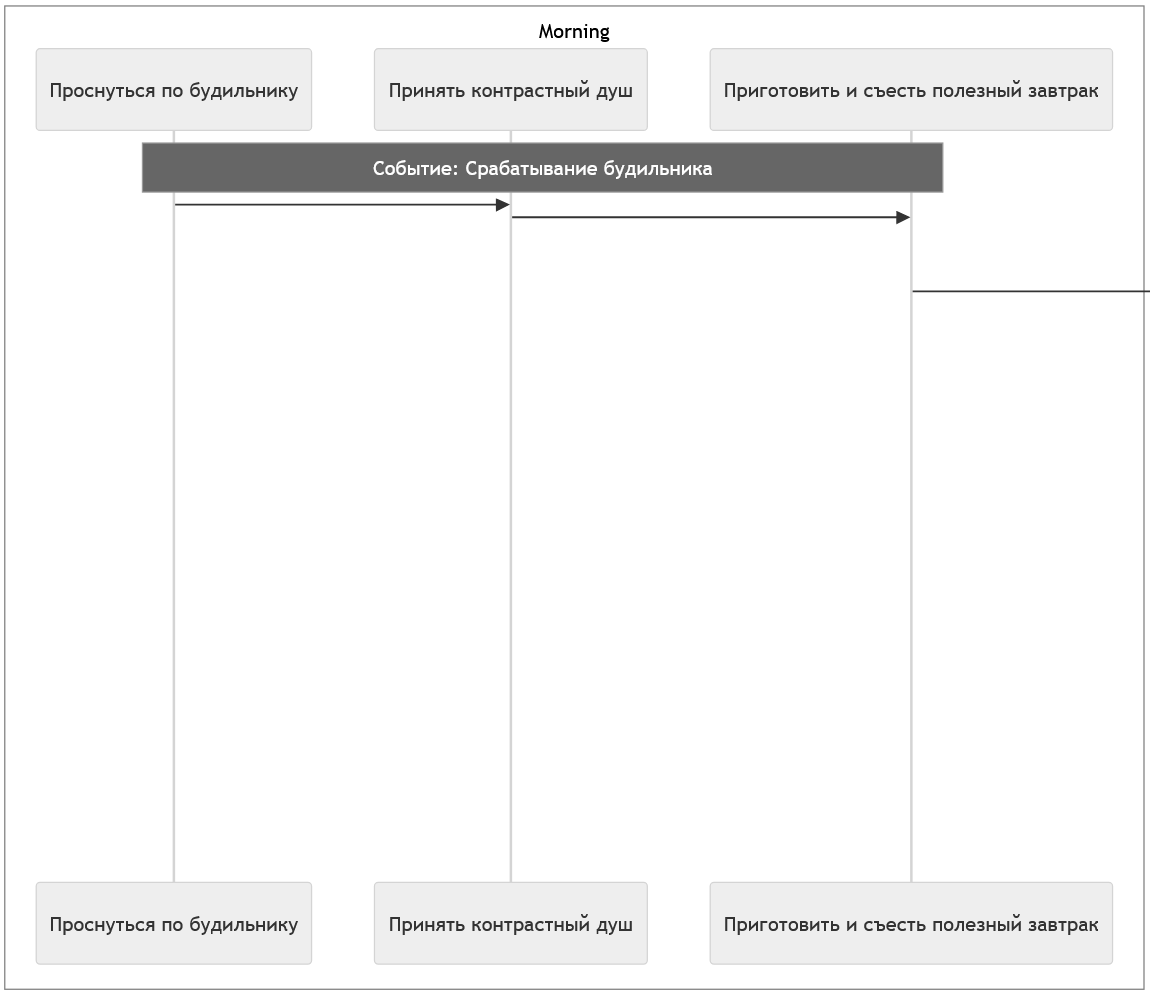 Morning
Проснуться по будильнику
Принять контрастный душ
Приготовить и съесть полезный завтрак
Событие: Срабатывание будильника
Проснуться по будильнику
Принять контрастный душ
Приготовить и съесть полезный завтрак